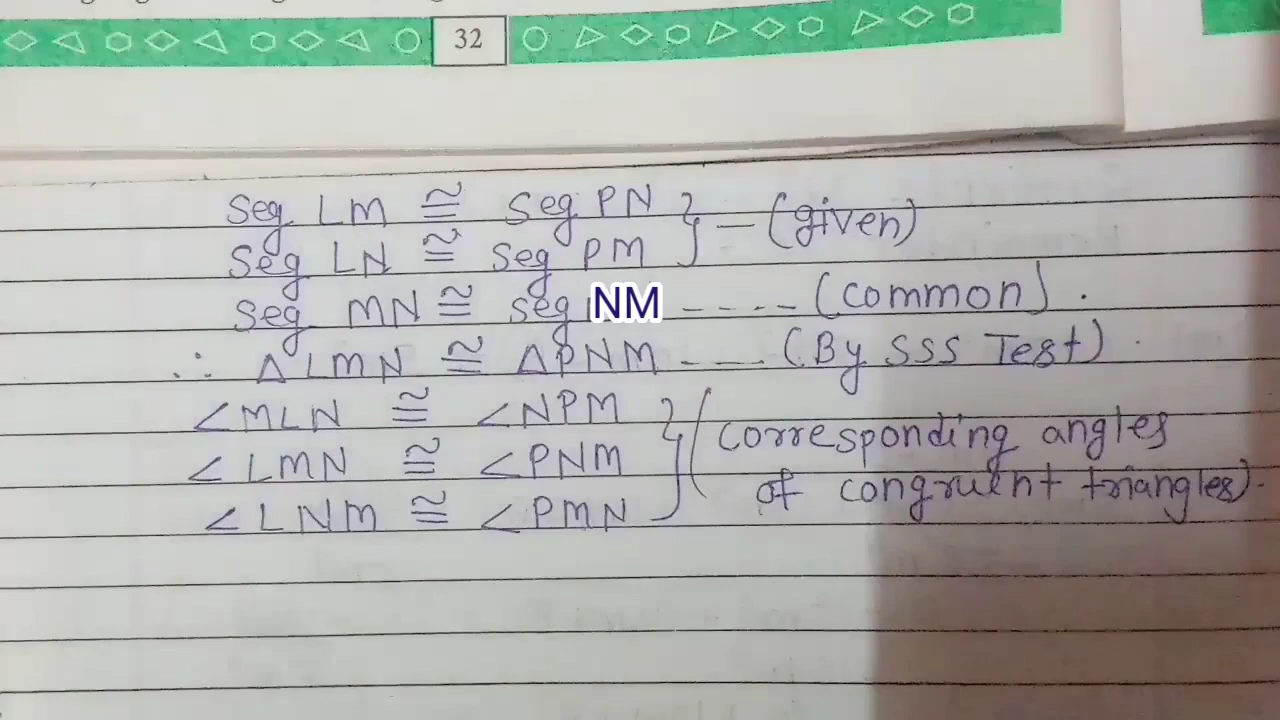 32
Seg LM ≅ Seg PN } — (given)
Seg LN ≅ Seg PM
Seg MN ≅ seg NM ---- (common).
∴ △LMN ≅ △PNM ---- (By SSS Test)
∠MLN ≅ ∠NPM
∠LMN ≅ ∠PNM } (corresponding angles
∠LNM ≅ ∠PMN of congruent triangles).